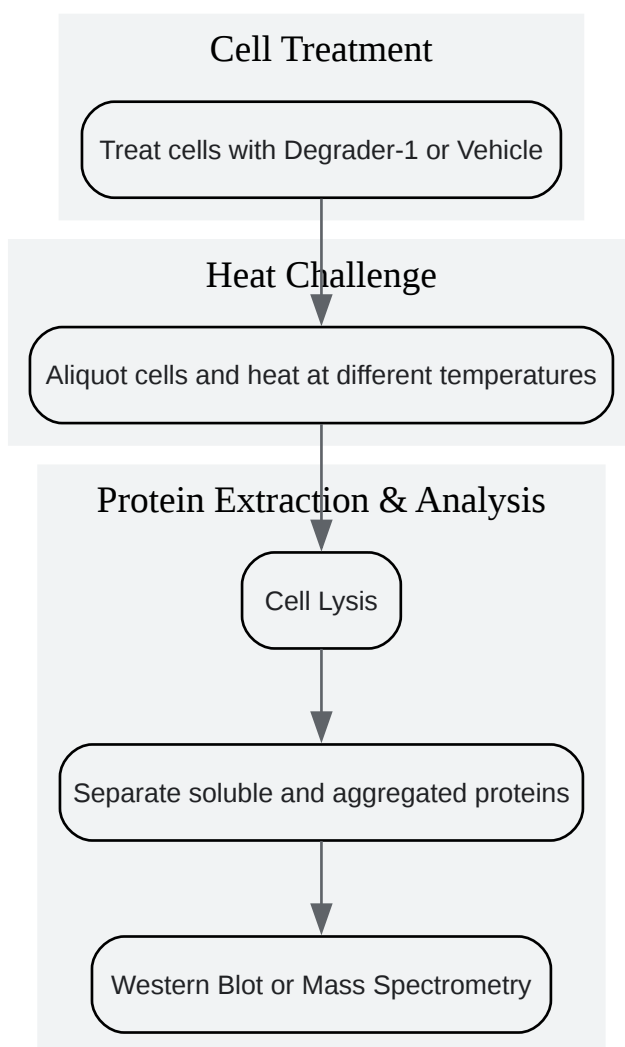 Cell Treatment
Treat cells with Degrader-1 or Vehicle
Heat Challenge
Aliquot cells and heat at different temperatures
Protein Extraction & Analysis
Cell Lysis
Separate soluble and aggregated proteins
Western Blot or Mass Spectrometry